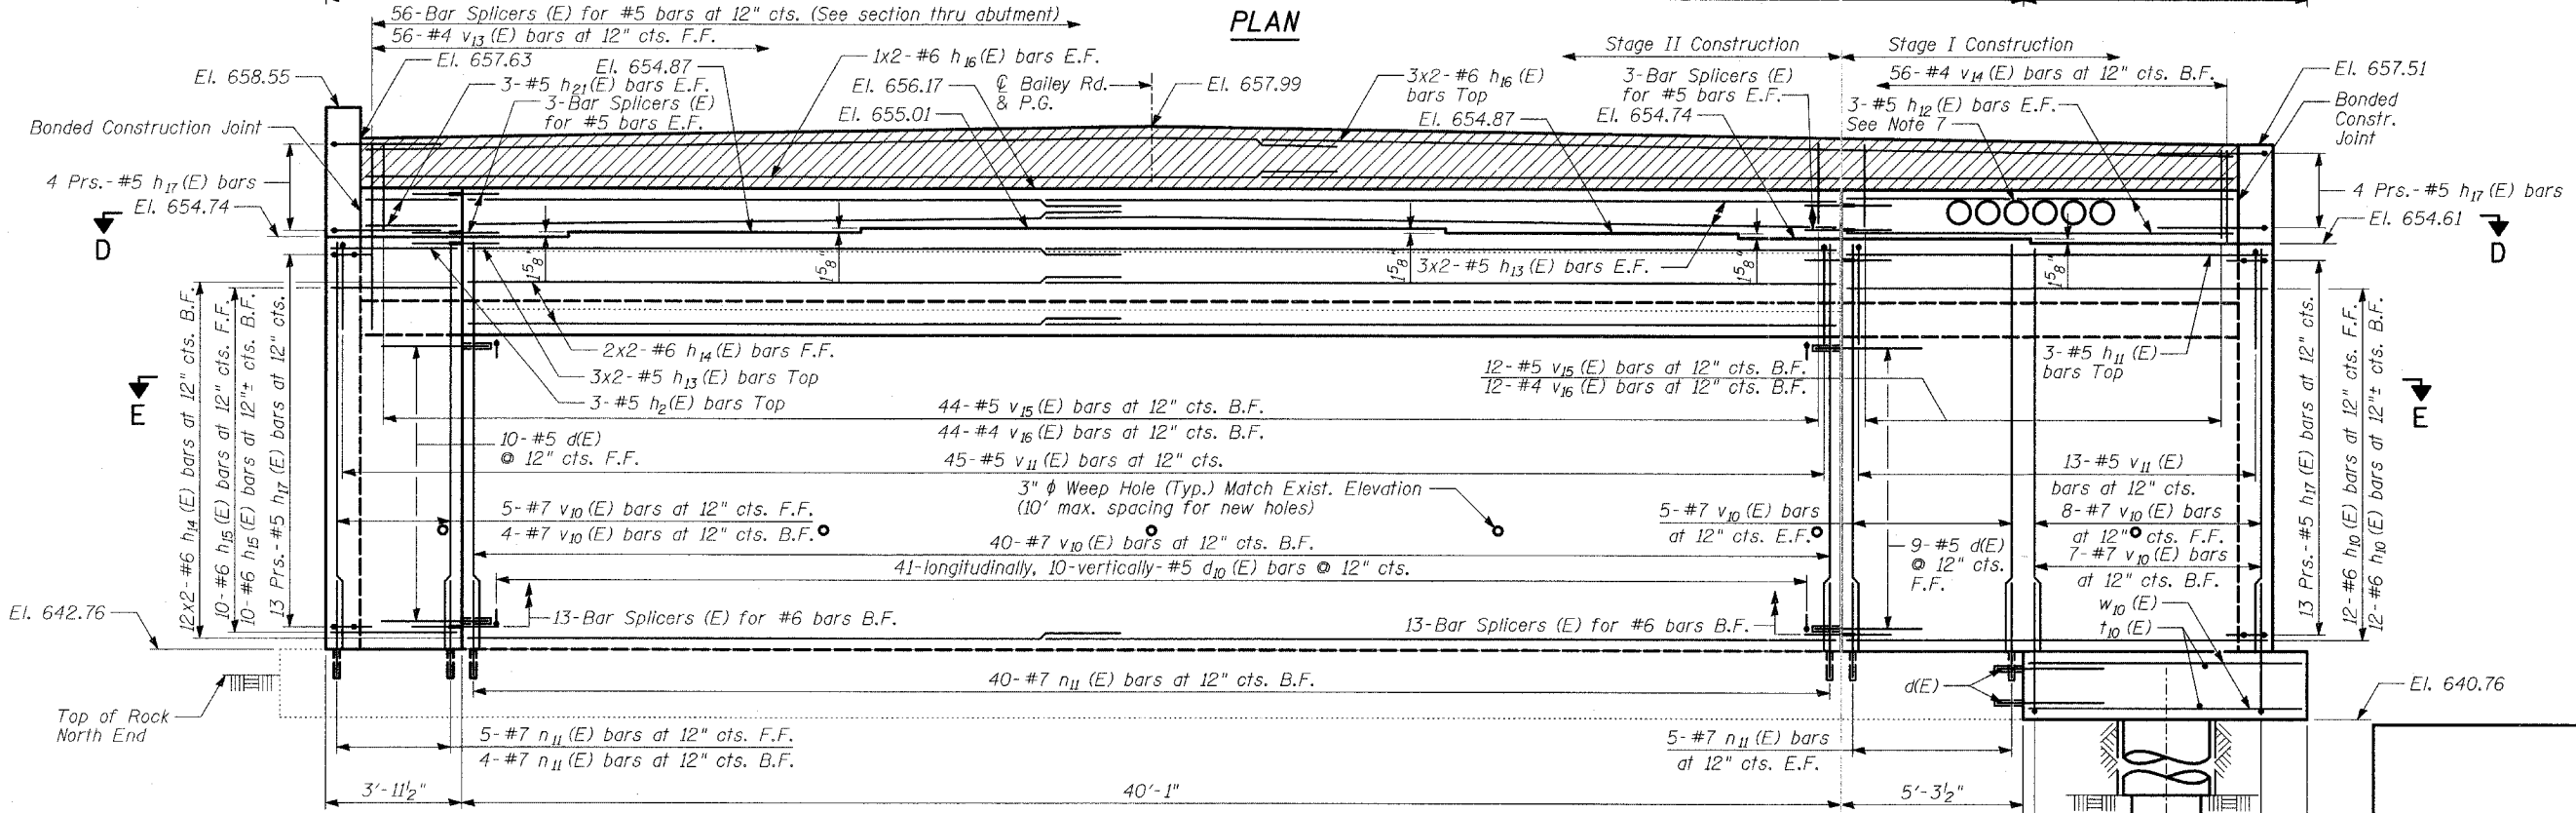 56-Bar Splicers (E) for #5 bars at 12" cts. (See section thru abutment)
PLAN
56-#4 v13(E) bars at 12" cts. F.F.
El. 657.63
1x2-#6 h16(E) bars E.F.
Stage II Construction
Stage I Construction
El. 658.55
3-#5 h21(E) bars E.F.
El. 654.87
El. 656.17
℄ Bailey Rd.
& P.G.
El. 657.99
3x2-#6 h16(E)
bars Top
3-Bar Splicers (E)
for #5 bars E.F.
56-#4 v14(E) bars at 12" cts. B.F.
El. 657.51
3-Bar Splicers (E)
for #5 bars E.F.
El. 655.01
El. 654.87
El. 654.74
3-#5 h12(E) bars E.F.
See Note 7
Bonded
Constr.
Joint
Bonded Construction Joint
4 Prs.-#5 h17(E) bars
El. 654.74
4 Prs.-#5 h17(E) bars
El. 654.61
D
D
1 5/8"
1 5/8"
1 5/8"
3x2-#5 h13(E) bars E.F.
1 5/8"
1 5/8"
12x2-#6 h14(E) bars at 12" cts. B.F.
10-#6 h15(E) bars at 12" cts. F.F.
10-#6 h15(E) bars at 12"± cts. B.F.
13 Prs.-#5 h17(E) bars at 12" cts.
2x2-#6 h14(E) bars F.F.
3x2-#5 h13(E) bars Top
3-#5 h2(E) bars Top
12-#5 v15(E) bars at 12" cts. B.F.
12-#4 v16(E) bars at 12" cts. B.F.
3-#5 h11(E)
bars Top
13 Prs.-#5 h17(E) bars at 12" cts.
12-#6 h10(E) bars at 12" cts. F.F.
12-#6 h10(E) bars at 12"± cts. B.F.
E
E
44-#5 v15(E) bars at 12" cts. B.F.
44-#4 v16(E) bars at 12" cts. B.F.
10-#5 d(E)
@ 12" cts. F.F.
45-#5 v11(E) bars at 12" cts.
13-#5 v11(E)
bars at 12" cts.
3" ϕ Weep Hole (Typ.) Match Exist. Elevation
(10' max. spacing for new holes)
5-#7 v10(E) bars at 12" cts. F.F.
4-#7 v10(E) bars at 12" cts. B.F.
5-#7 v10(E) bars
at 12" cts. E.F.
8-#7 v10(E) bars
at 12" cts. F.F.
40-#7 v10(E) bars at 12" cts. B.F.
9-#5 d(E)
@ 12" cts.
F.F.
7-#7 v10(E) bars
at 12" cts. B.F.
41-longitudinally, 10-vertically-#5 d10(E) bars @ 12" cts.
El. 642.76
13-Bar Splicers (E) for #6 bars B.F.
13-Bar Splicers (E) for #6 bars B.F.
w10(E)
t10(E)
40-#7 n11(E) bars at 12" cts. B.F.
d(E)
El. 640.76
Top of Rock
North End
5-#7 n11(E) bars at 12" cts. F.F.
4-#7 n11(E) bars at 12" cts. B.F.
5-#7 n11(E) bars
at 12" cts. E.F.
3'-11½"
40'-1"
5'-3½"